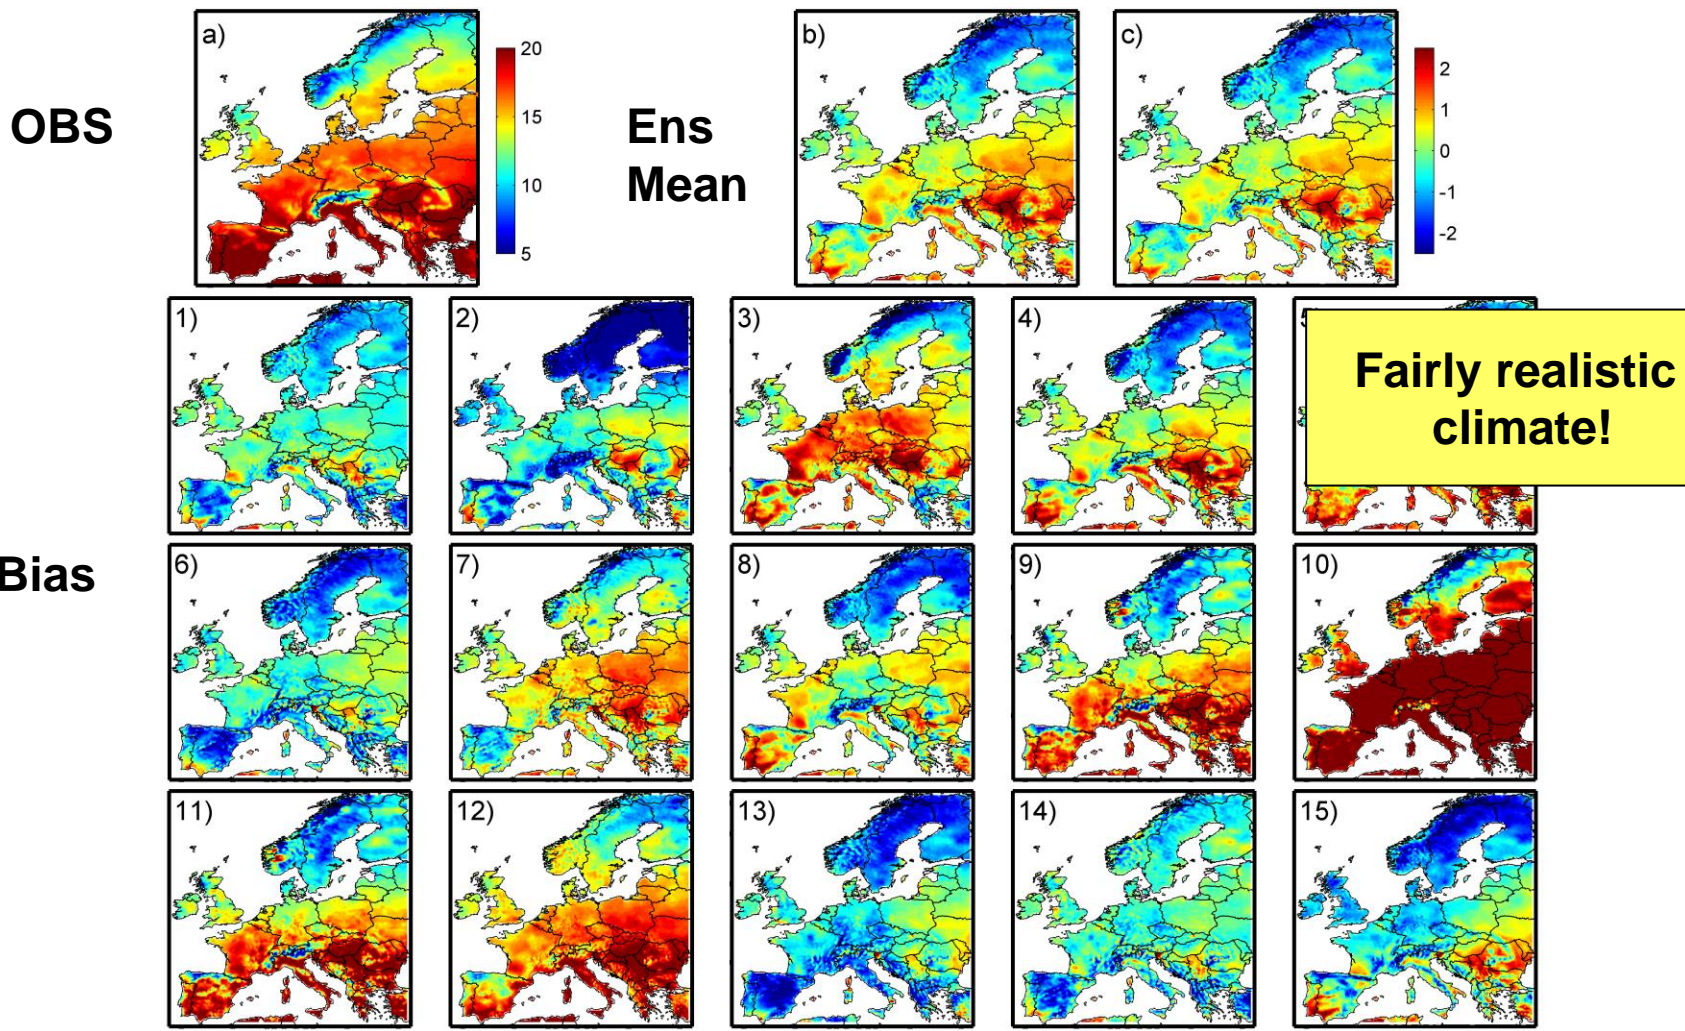 a)
20
15
10
5
OBS
Ens
Mean
b)
c)
2
1
0
-1
-2
1)
2)
3)
4)
Fairly realistic
climate!
Bias
6)
7)
8)
9)
10)
11)
12)
13)
14)
15)